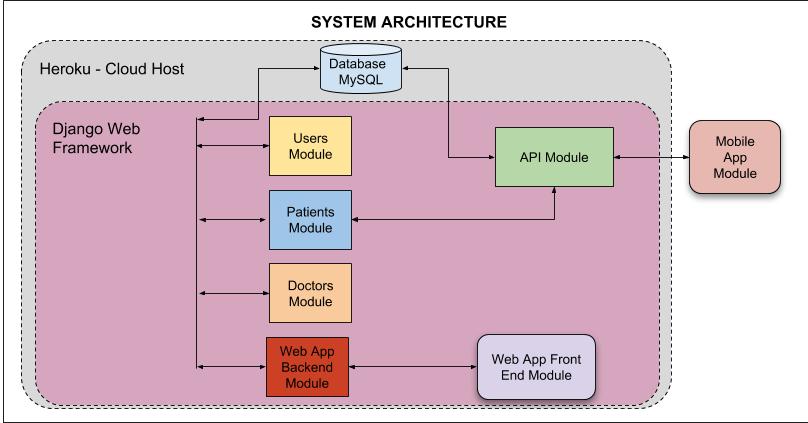 SYSTEM ARCHITECTURE
Heroku - Cloud Host
Database
MySQL
Django Web
Framework
Users
Module
API Module
Mobile
App
Module
Patients
Module
Doctors
Module
Web App
Backend
Module
Web App Front
End Module